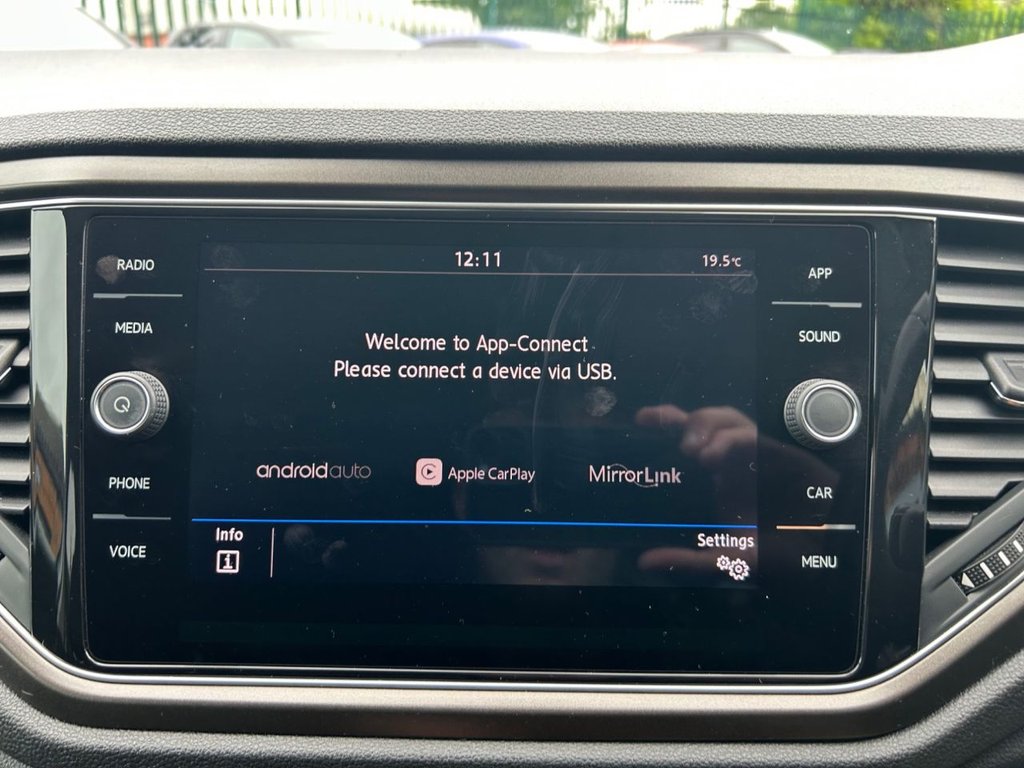 RADIO
MEDIA
PHONE
VOICE
12:11
19.5°C
Welcome to App-Connect
Please connect a device via USB.
androidauto
Apple CarPlay
MirrorLink
Info
i
Settings
APP
SOUND
CAR
MENU